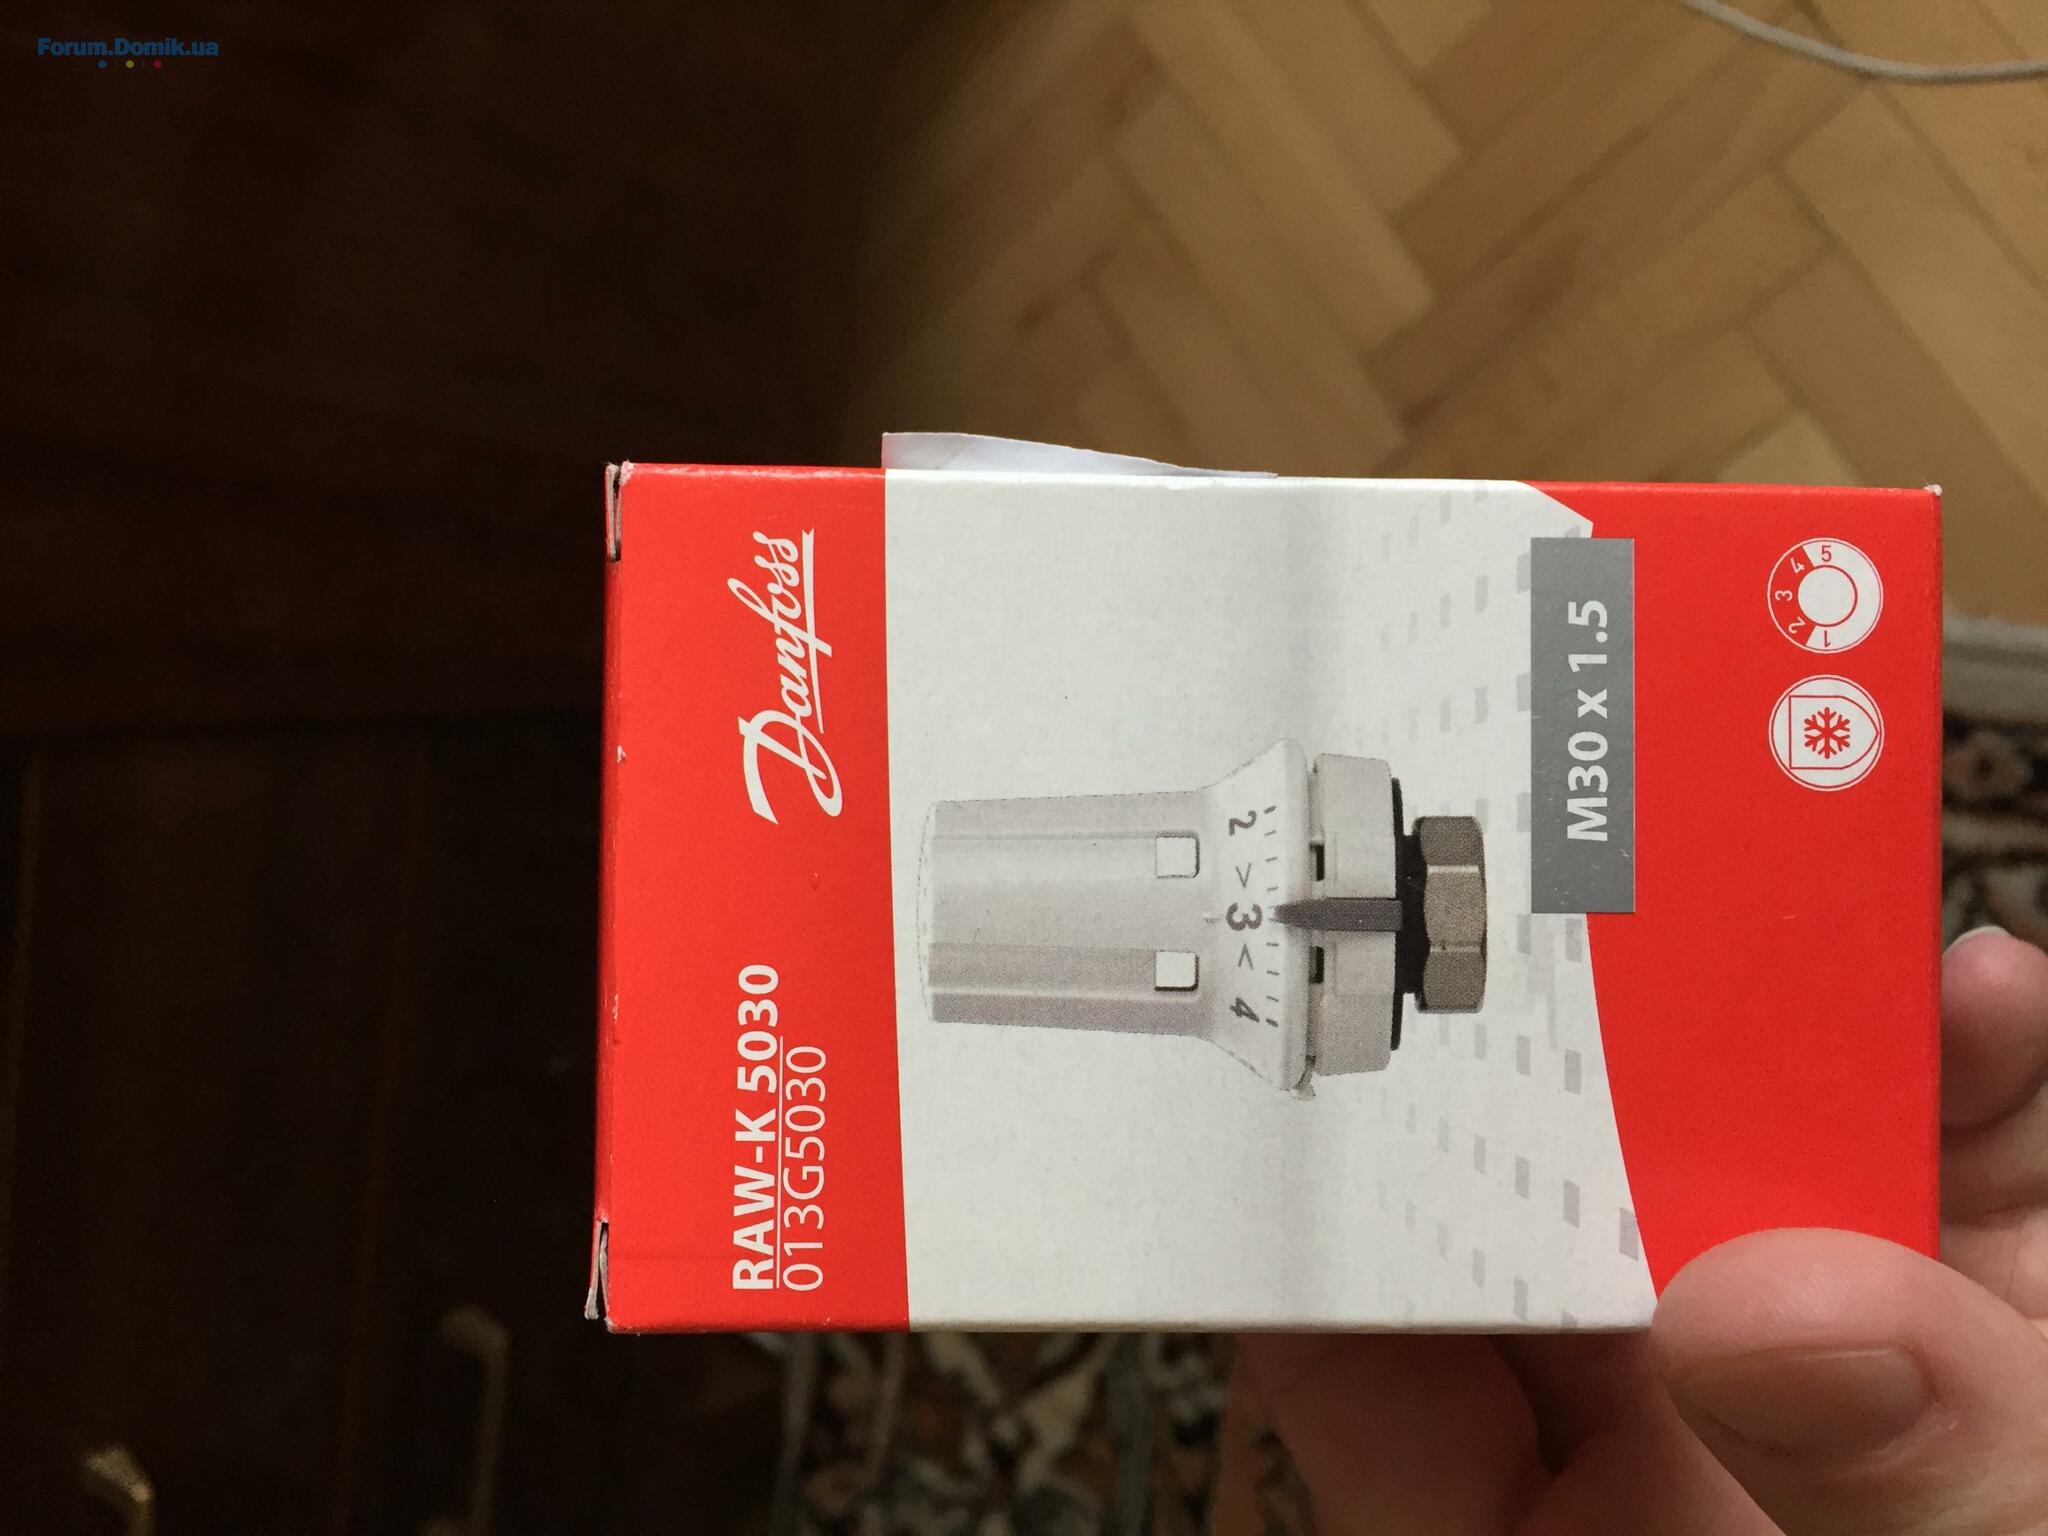 Forum.Domik.ua
RAW-K 5030
013G5030
Danfoss
2 > 3 < 4
M30 x 1.5
1 2 3 4 5